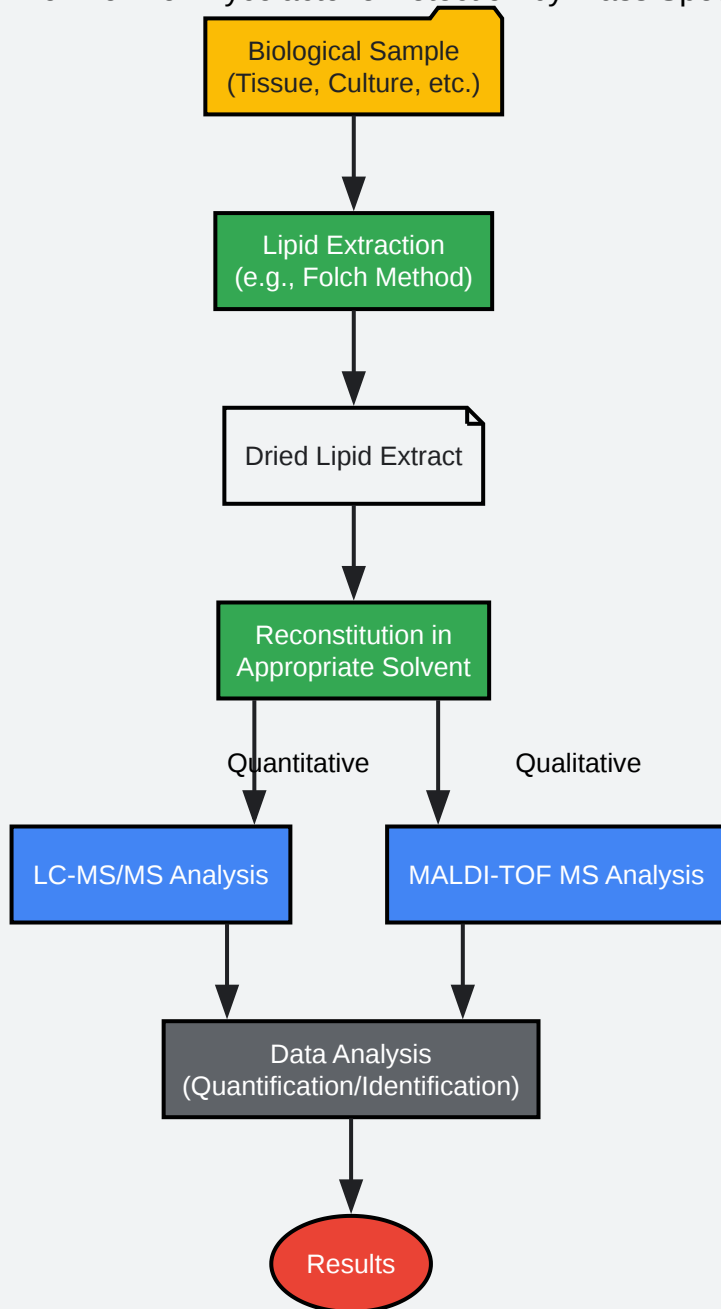 Biological Sample
(Tissue, Culture, etc.)
Lipid Extraction
(e.g., Folch Method)
Dried Lipid Extract
Reconstitution in
Appropriate Solvent
Quantitative Qualitative
LC-MS/MS Analysis MALDI-TOF MS Analysis
Data Analysis
(Quantification/Identification)
Results